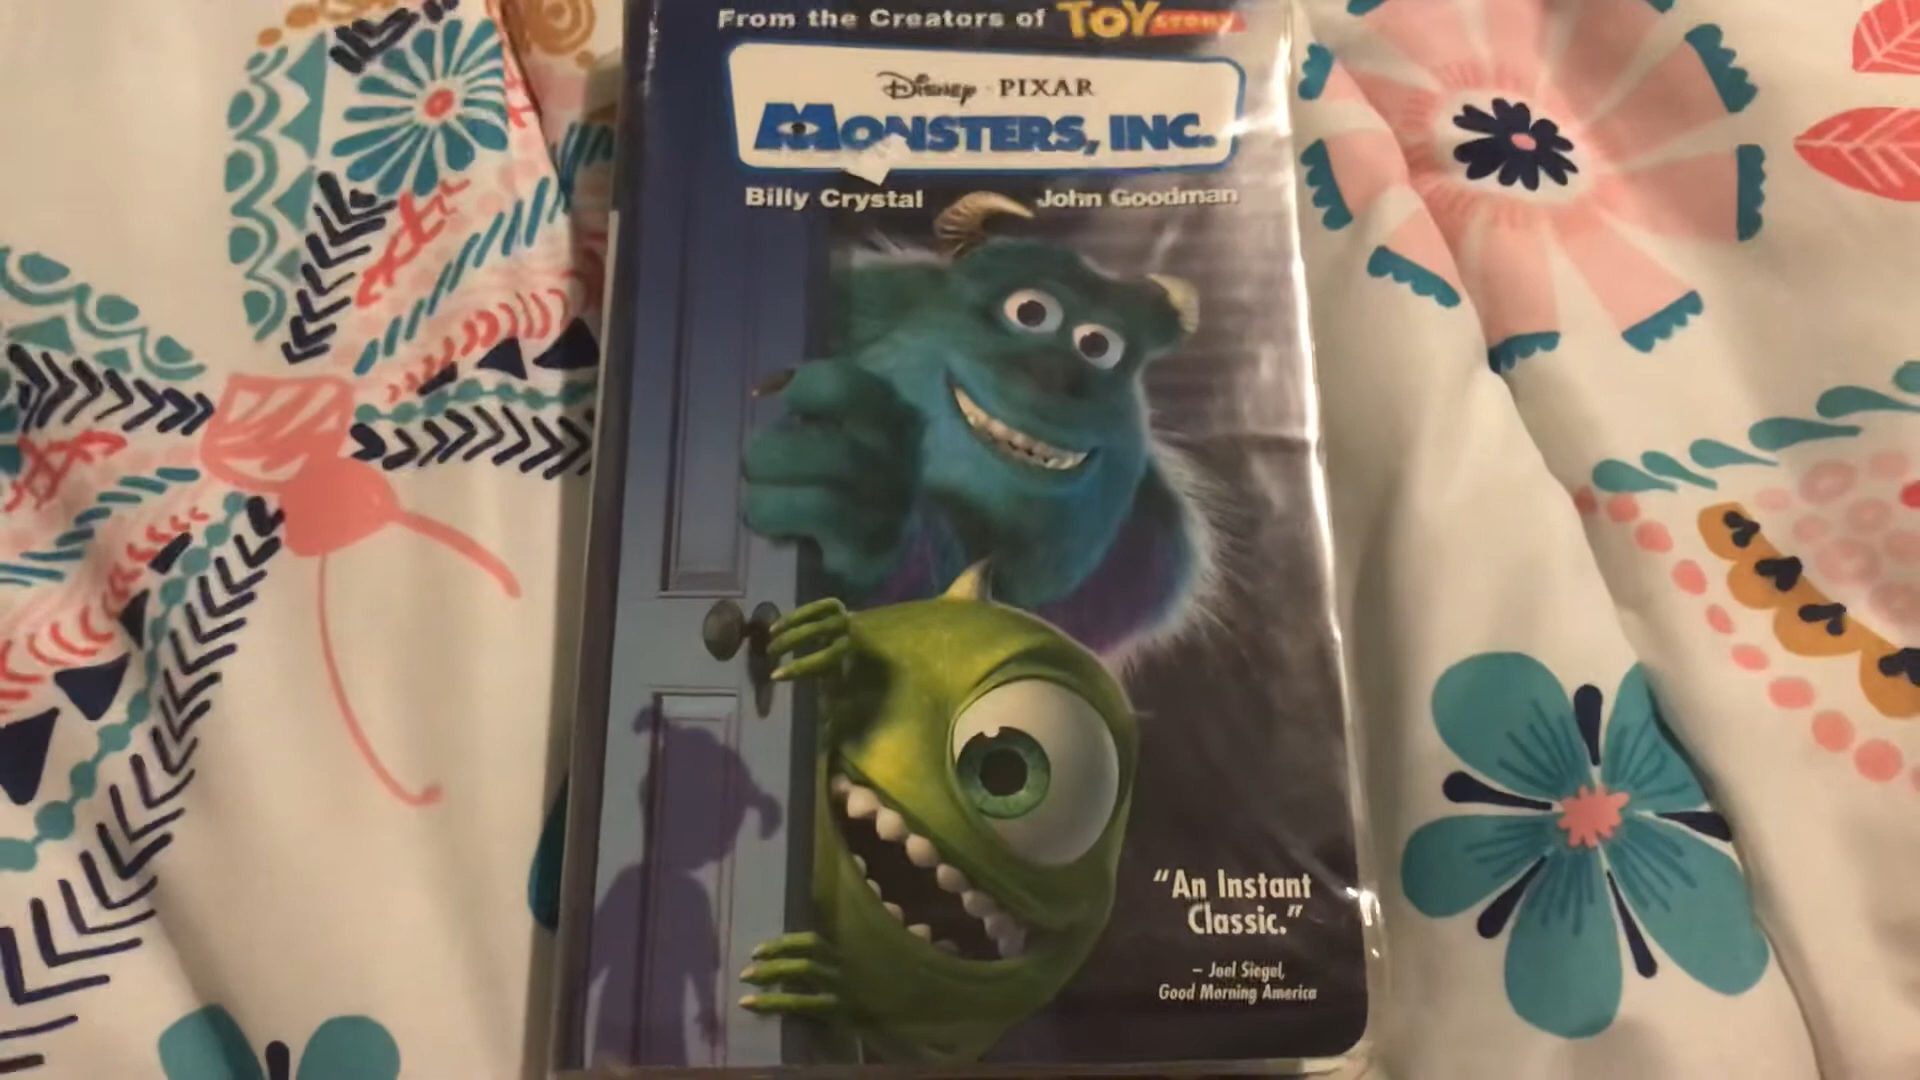 From the Creators of TOY STORY
Disney · PIXAR
MONSTERS, INC.
Billy Crystal John Goodman
"An Instant
Classic."
– Joel Siegel,
Good Morning America